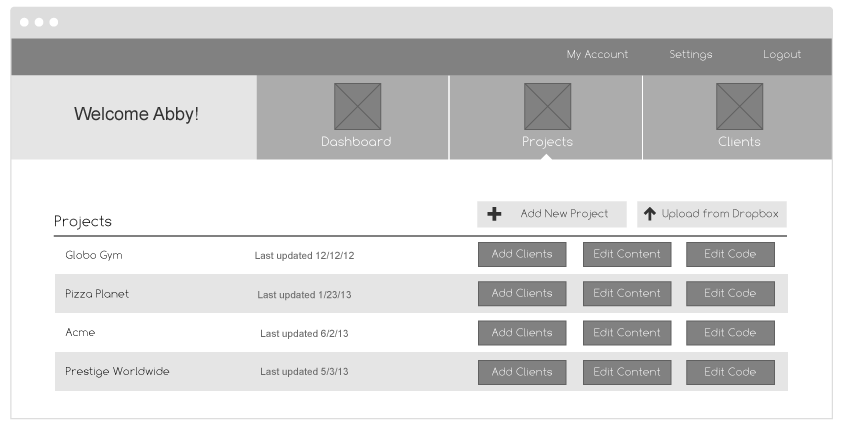 My Account Settings Logout
Welcome Abby!
Dashboard Projects Clients
Projects
Add New Project Upload from Dropbox
Globo Gym Last updated 12/12/12 Add Clients Edit Content Edit Code
Pizza Planet Last updated 1/23/13 Add Clients Edit Content Edit Code
Acme Last updated 6/2/13 Add Clients Edit Content Edit Code
Prestige Worldwide Last updated 5/3/13 Add Clients Edit Content Edit Code